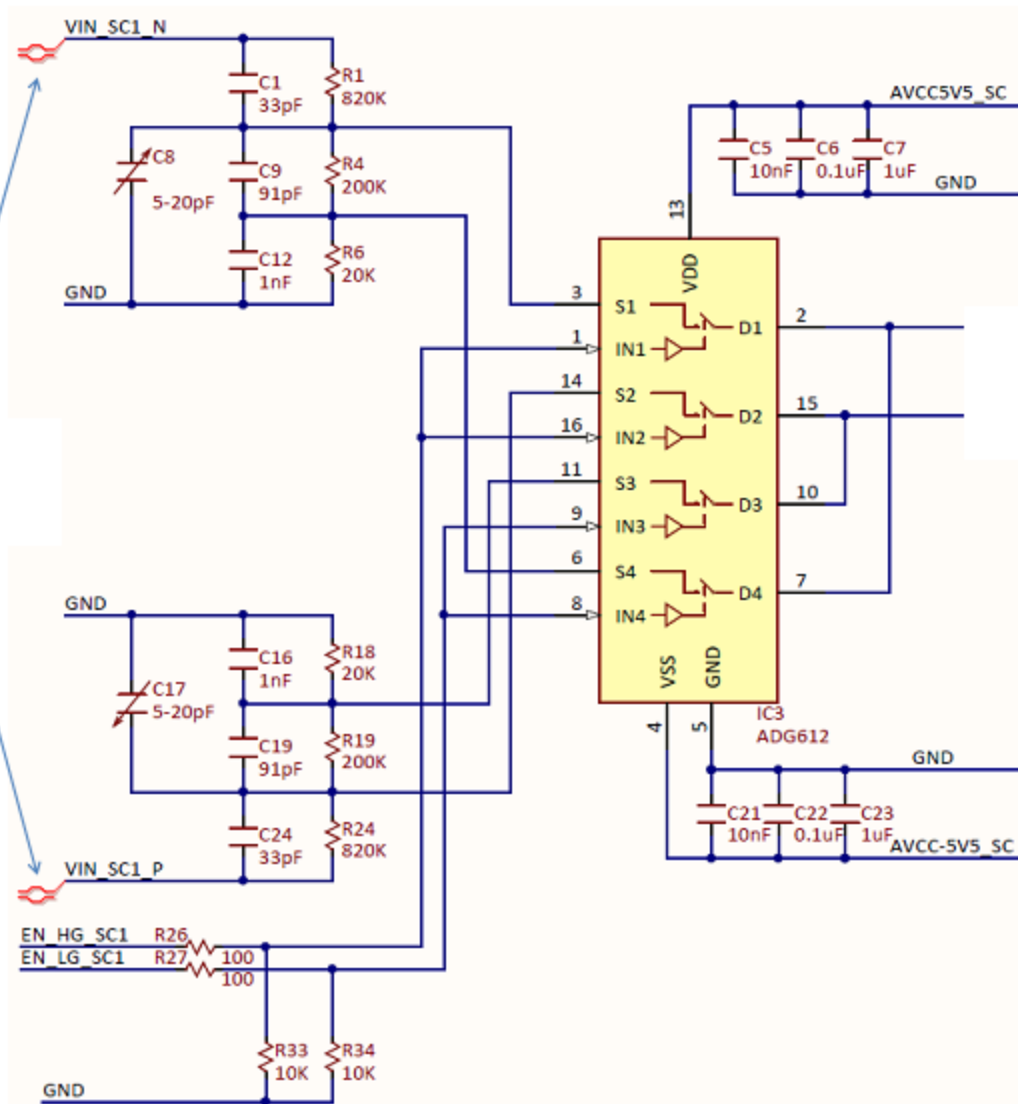 VIN_SC1_N
C1
33pF
R1
820K
C8
5-20pF
C9
91pF
R4
200K
C12
1nF
R6
20K
GND
AVCC5V5_SC
C5
10nF
C6
0.1uF
C7
1uF
GND
13
VDD
3
S1
D1
2
1
IN1
14
S2
D2
15
16
IN2
11
S3
D3
10
9
IN3
6
S4
D4
7
8
IN4
VSS
GND
4
5
IC3
ADG612
GND
C16
1nF
R18
20K
C17
5-20pF
C19
91pF
R19
200K
C24
33pF
R24
820K
VIN_SC1_P
GND
C21
10nF
C22
0.1uF
C23
1uF
AVCC-5V5_SC
EN_HG_SC1
R26
100
EN_LG_SC1
R27
100
R33
10K
R34
10K
GND